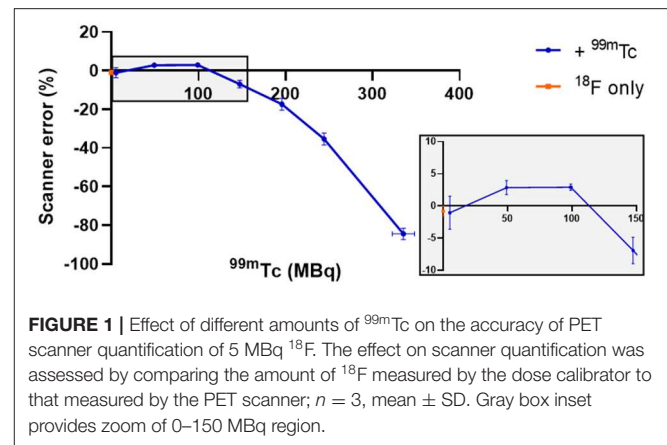 20
0
-20
-40
-60
-80
-100
100
200
300
400
Scanner error (%)
⁹⁹ᵐTc (MBq)
+ ⁹⁹ᵐTc
¹⁸F only
10
5
0
-5
-10
50
100
150
FIGURE 1 | Effect of different amounts of ⁹⁹ᵐTc on the accuracy of PET
scanner quantification of 5 MBq ¹⁸F. The effect on scanner quantification was
assessed by comparing the amount of ¹⁸F measured by the dose calibrator to
that measured by the PET scanner; n = 3, mean ± SD. Gray box inset
provides zoom of 0–150 MBq region.